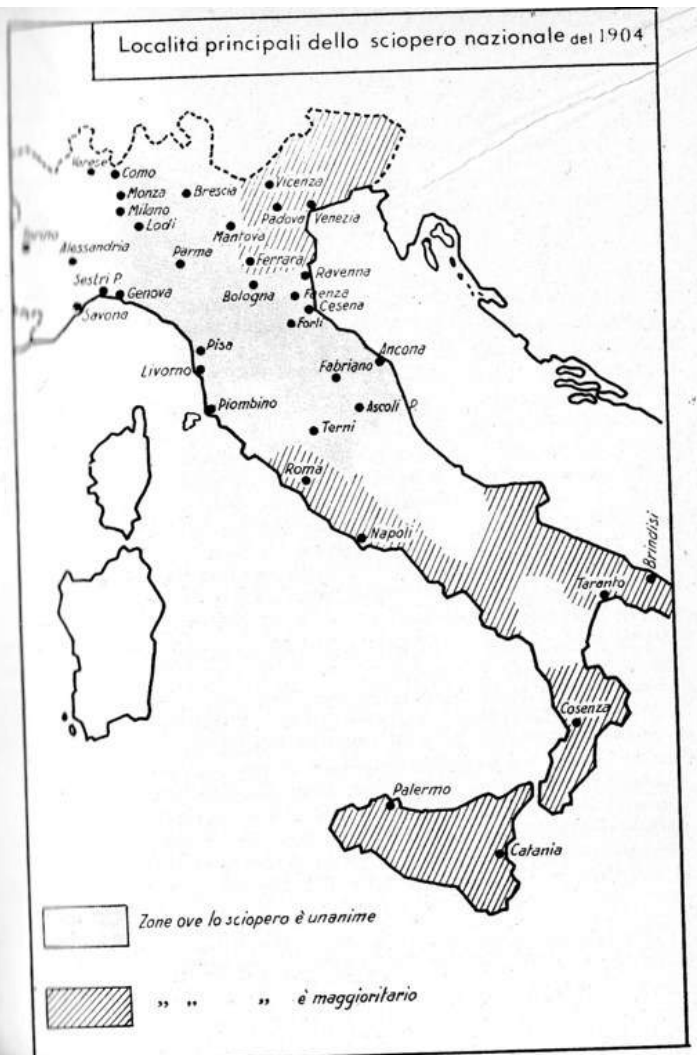 Località principali dello sciopero nazionale del 1904
Varese
Como
Monza
Brescia
Vicenza
Milano
Padova
Venezia
Lodi
Mantova
Torino
Alessandria
Parma
Ferrara
Ravenna
Sestri P.
Genova
Bologna
Faenza
Cesena
Savona
Forlì
Pisa
Ancona
Livorno
Fabriano
Piombino
Ascoli P.
Terni
Roma
Napoli
Brindisi
Taranto
Cosenza
Palermo
Catania
Zone ove lo sciopero è unanime
„ „ „ è maggioritario